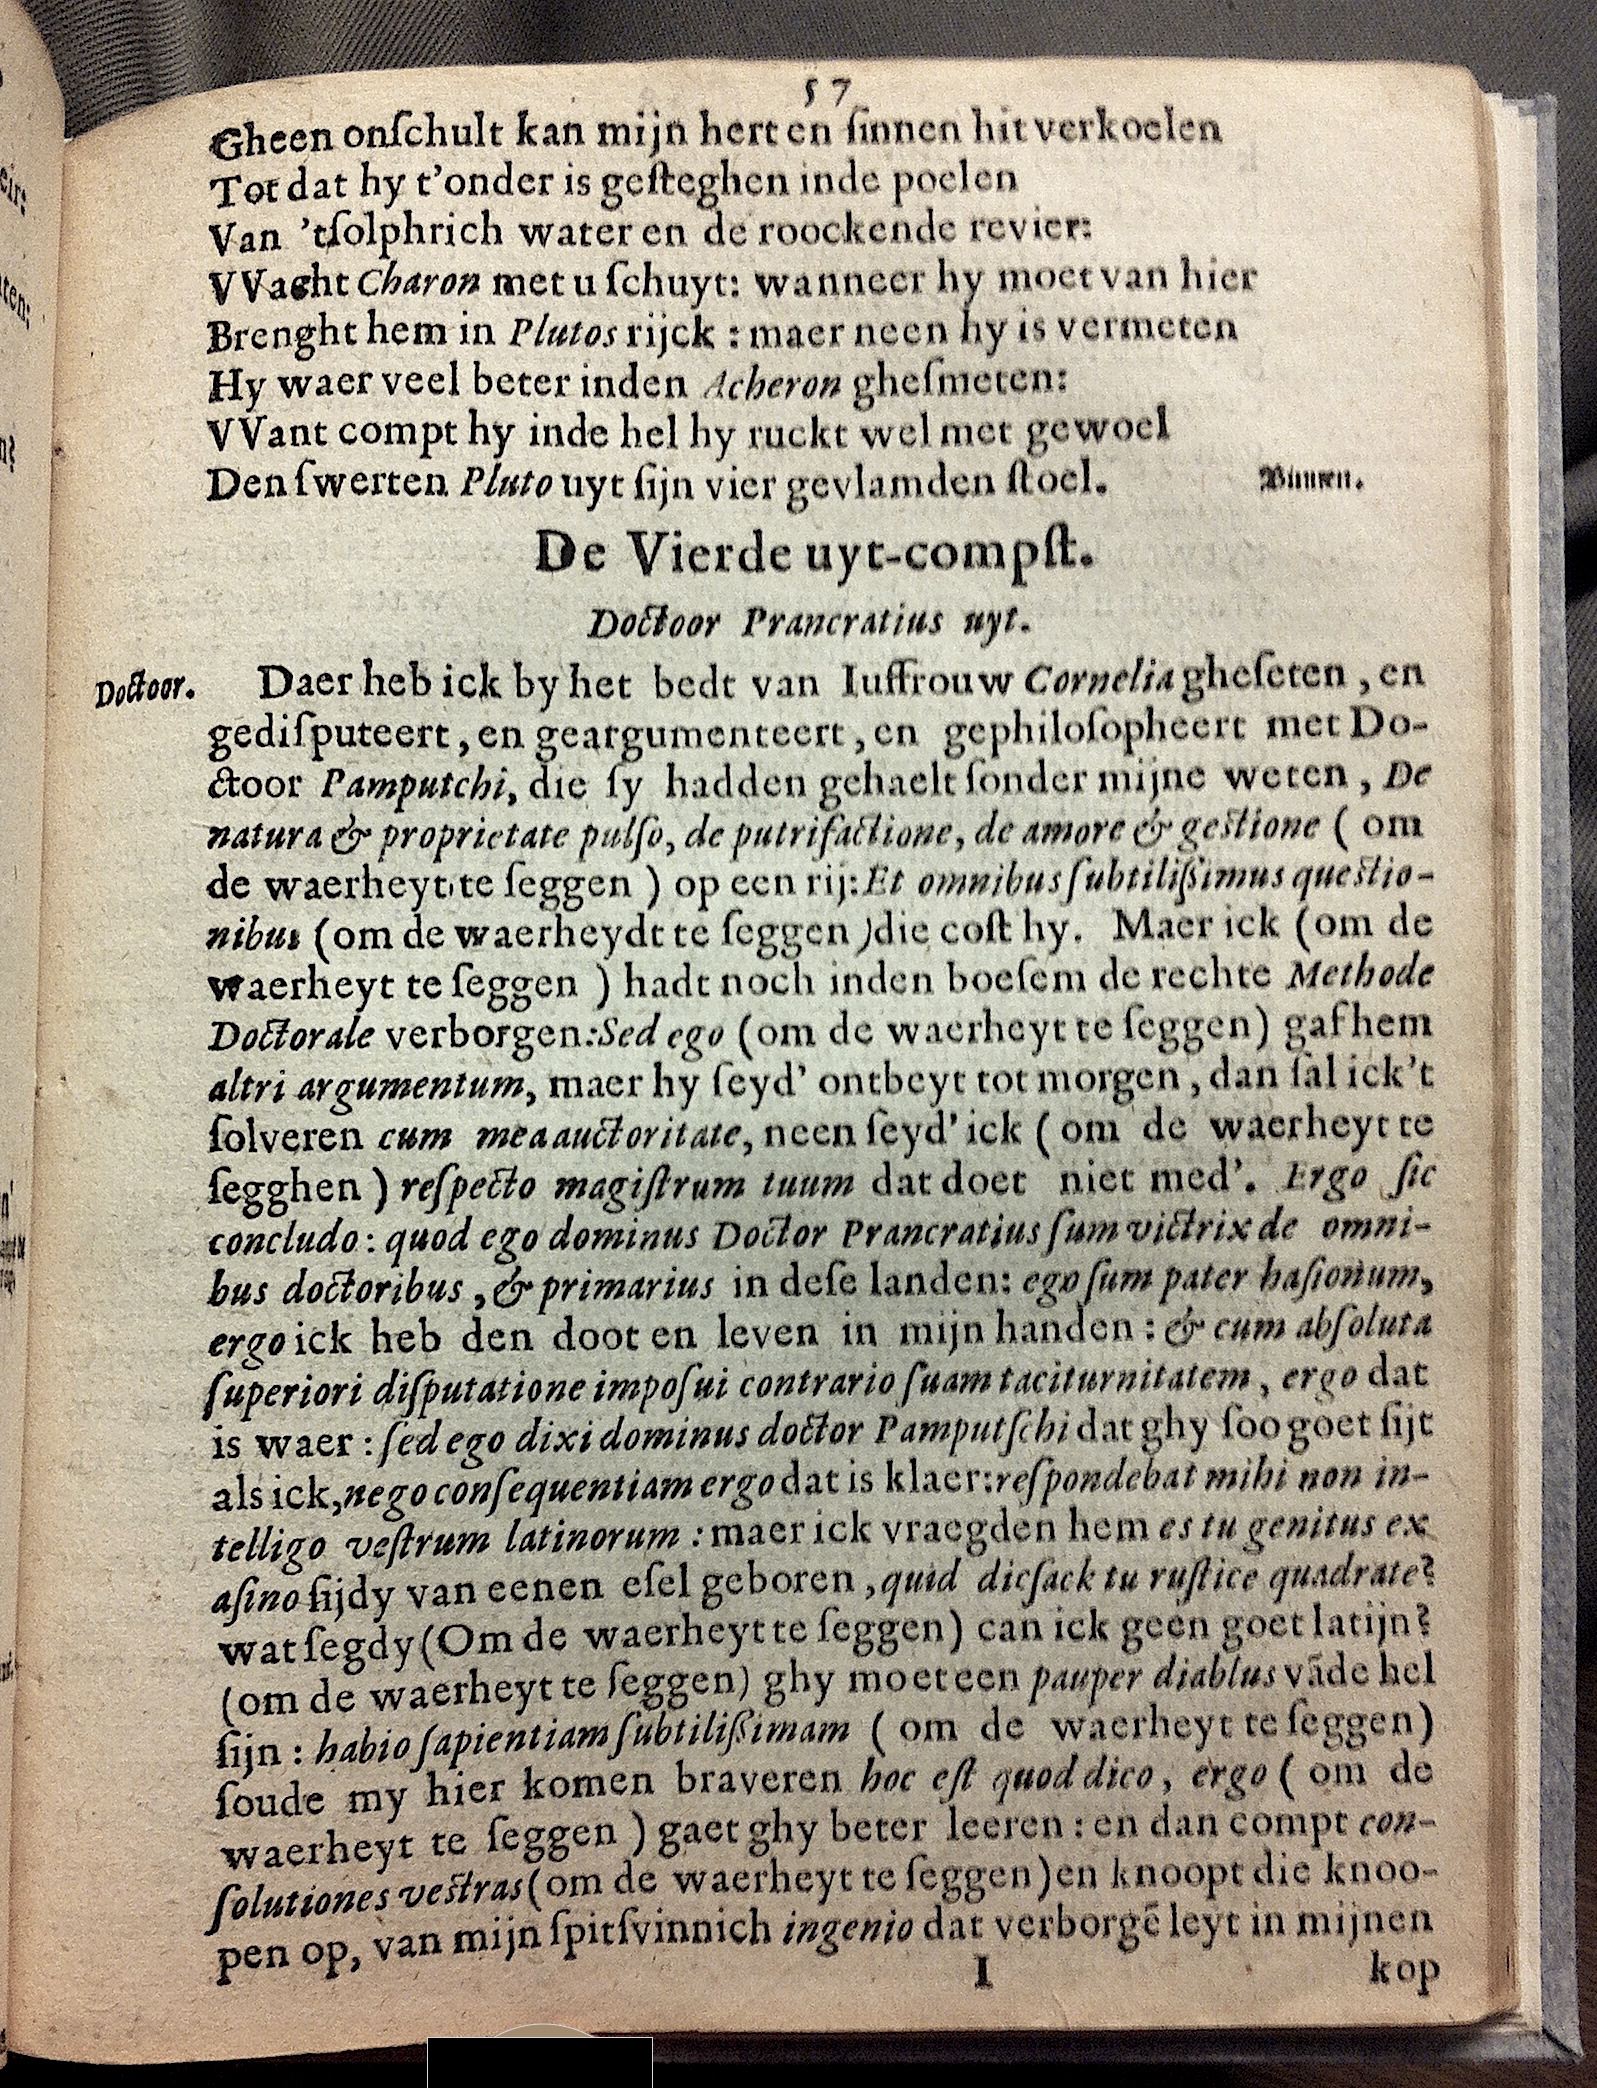 57
Gheen onſchult kan mijn hert en ſinnen hit verkoelen
Tot dat hy t'onder is geſteghen inde poelen
Van 'tſolphrich water en de roockende revier:
VVaght Charon met u ſchuyt: wanneer hy moet van hier
Brenght hem in Plutos rijck : maer neen hy is vermeten
Hy waer veel beter inden Acheron gheſmeten:
VVant compt hy inde hel hy ruckt wel met gewoel
Den ſwerten Pluto uyt ſijn vier gevlamden ſtoel. Binnen.
De Vierde uyt-compſt.
Doctoor Prancratius uyt.
Doctoor. Daer heb ick by het bedt van Iuffrouw Cornelia gheſeten, en
gediſputeert, en geargumenteert, en gephiloſopheert met Do-
ctoor Pamputchi, die ſy hadden gehaelt ſonder mijne weten, De
natura & proprietate pulſo, de putrifactione, de amore & geſtione ( om
de waerheyt te ſeggen ) op een rij: Et omnibus ſubtilißimus queſtio-
nibus (om de waerheydt te ſeggen )die coſt hy. Maer ick (om de
waerheyt te ſeggen ) hadt noch inden boeſem de rechte Methode
Doctorale verborgen: Sed ego (om de waerheyt te ſeggen) gaf hem
altri argumentum, maer hy ſeyd' ontbeyt tot morgen, dan ſal ick't
ſolveren cum mea auctoritate, neen ſeyd' ick ( om de waerheyt te
ſegghen ) reſpecto magiſtrum tuum dat doet niet med'. Ergo ſic
concludo: quod ego dominus Doctor Prancratius ſum victrix de omni-
bus doctoribus, & primarius in deſe landen: ego ſum pater haſionum,
ergo ick heb den doot en leven in mijn handen: & cum abſoluta
ſuperiori diſputatione impoſui contrario ſuam taciturnitatem, ergo dat
is waer: ſed ego dixi dominus doctor Pamputſchi dat ghy ſoo goet ſijt
als ick, nego conſequentiam ergo dat is klaer: reſpondebat mihi non in-
telligo veſtrum latinorum : maer ick vraegden hem es tu genitus ex
aſino ſijdy van eenen eſel geboren, quid dicſack tu ruſtice quadrate?
wat ſegdy (Om de waerheyt te ſeggen) can ick geen goet latijn?
(om de waerheyt te ſeggen) ghy moet een pauper diablus vāde hel
ſijn : habio ſapientiam ſubtilißimam ( om de waerheyt te ſeggen)
ſoude my hier komen braveren hoc eſt quod dico, ergo ( om de
waerheyt te ſeggen ) gaet ghy beter leeren : en dan compt con-
ſolutiones veſtras (om de waerheyt te ſeggen) en knoopt die knoo-
pen op, van mijn ſpitſvinnich ingenio dat verborgē leyt in mijnen
I kop